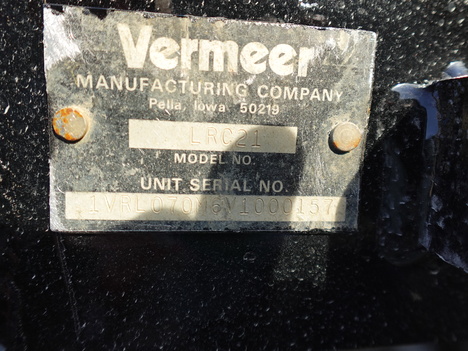 Vermeer
MANUFACTURING COMPANY
Pella, Iowa 50219
LRC21
MODEL NO.
UNIT SERIAL NO.